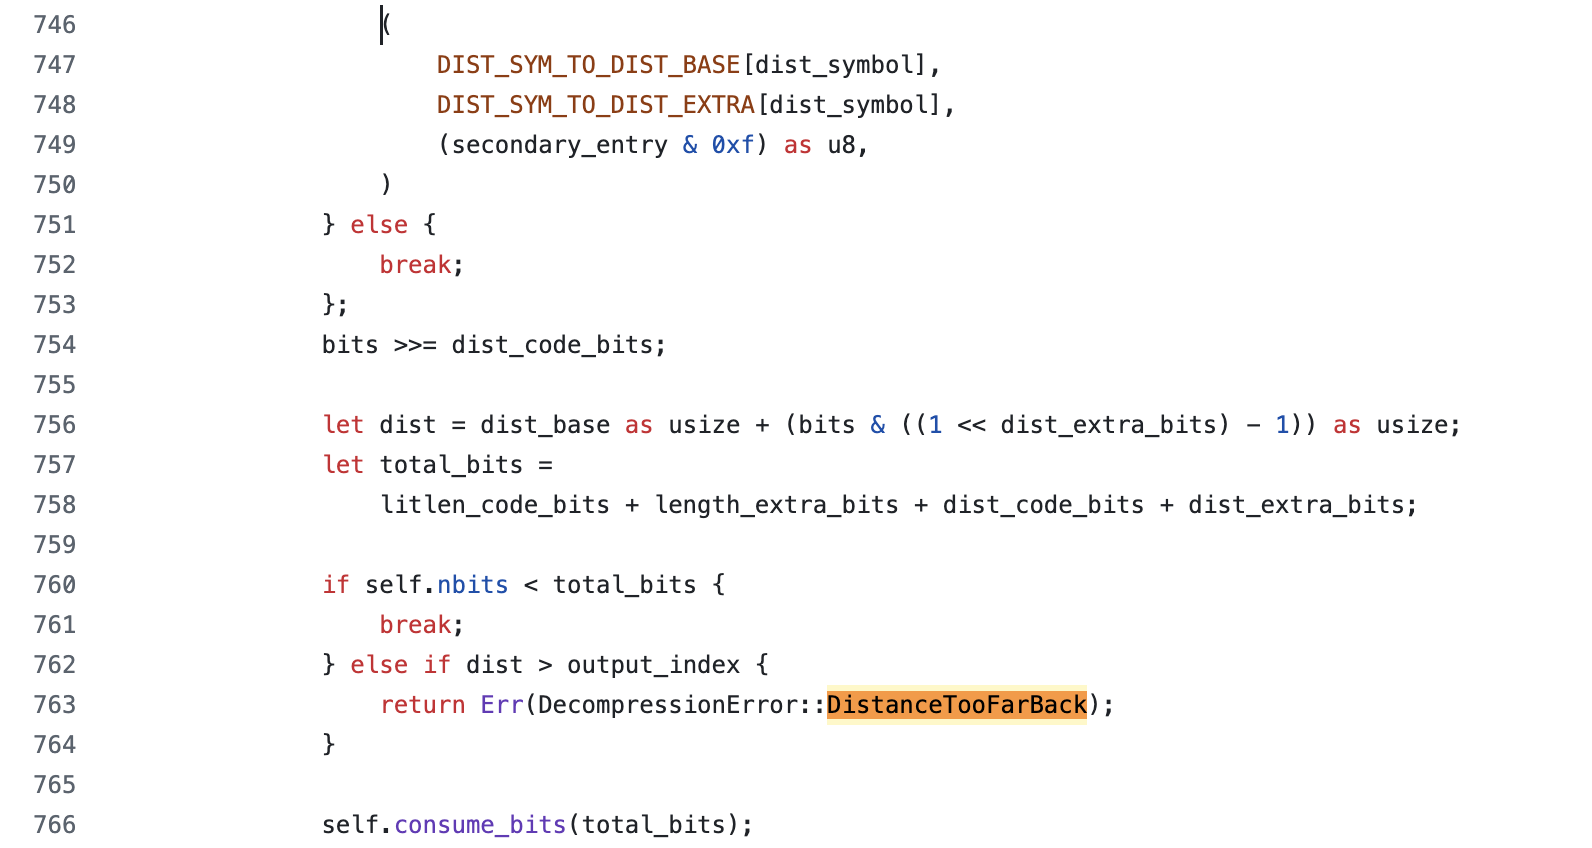 746                     (
747                         DIST_SYM_TO_DIST_BASE[dist_symbol],
748                         DIST_SYM_TO_DIST_EXTRA[dist_symbol],
749                         (secondary_entry & 0xf) as u8,
750                     )
751                 } else {
752                     break;
753                 };
754                 bits >>= dist_code_bits;
755
756                 let dist = dist_base as usize + (bits & ((1 << dist_extra_bits) - 1)) as usize;
757                 let total_bits =
758                     litlen_code_bits + length_extra_bits + dist_code_bits + dist_extra_bits;
759
760                 if self.nbits < total_bits {
761                     break;
762                 } else if dist > output_index {
763                     return Err(DecompressionError::DistanceTooFarBack);
764                 }
765
766                 self.consume_bits(total_bits);